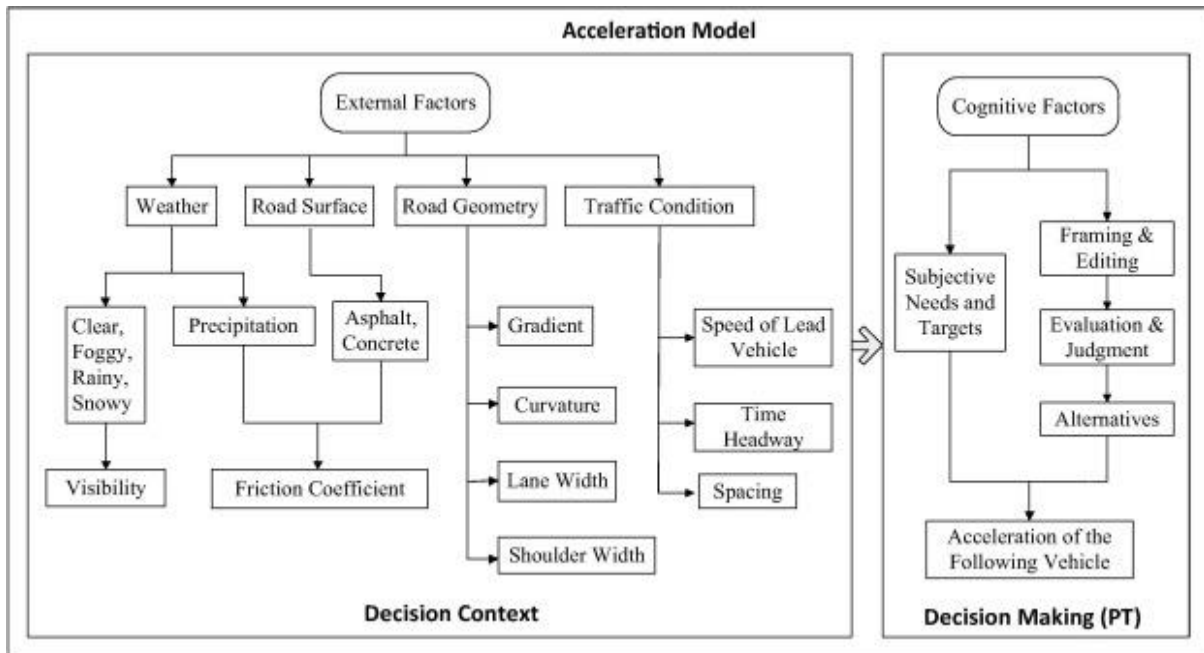 Acceleration Model
External Factors
Weather
Road Surface
Road Geometry
Traffic Condition
Clear,
Foggy,
Rainy,
Snowy
Precipitation
Asphalt,
Concrete
Visibility
Friction Coefficient
Gradient
Curvature
Lane Width
Shoulder Width
Speed of Lead
Vehicle
Time
Headway
Spacing
Decision Context
Cognitive Factors
Subjective
Needs and
Targets
Framing &
Editing
Evaluation &
Judgment
Alternatives
Acceleration of the
Following Vehicle
Decision Making (PT)